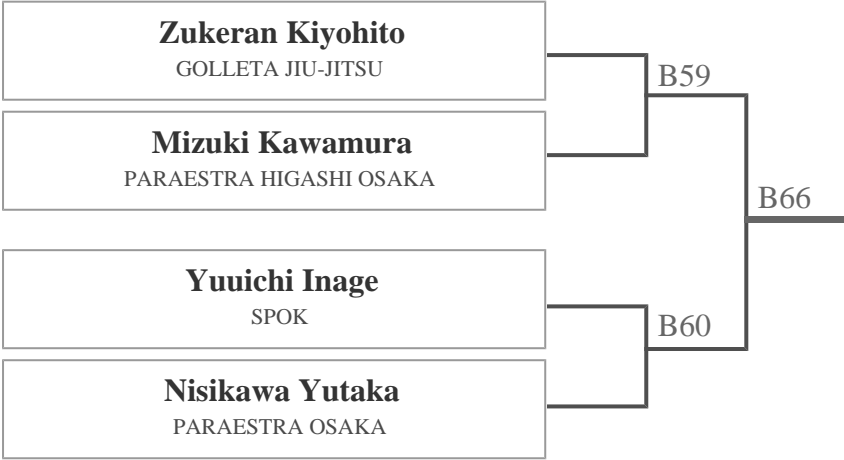 Zukeran Kiyohito
GOLLETA JIU-JITSU
B59
Mizuki Kawamura
PARAESTRA HIGASHI OSAKA
B66
Yuuichi Inage
SPOK
B60
Nisikawa Yutaka
PARAESTRA OSAKA